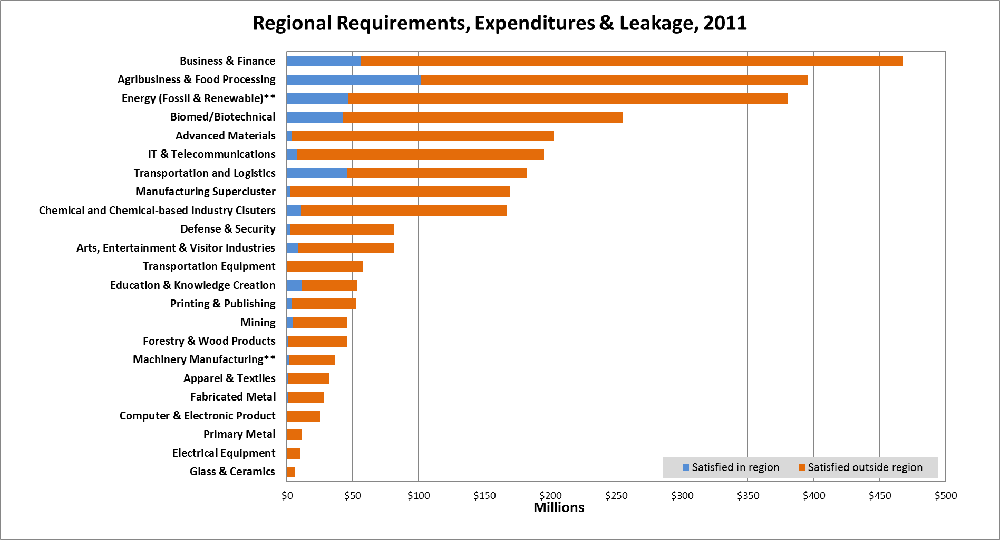 Regional Requirements, Expenditures & Leakage, 2011
Business & Finance
Agribusiness & Food Processing
Energy (Fossil & Renewable)**
Biomed/Biotechnical
Advanced Materials
IT & Telecommunications
Transportation and Logistics
Manufacturing Supercluster
Chemical and Chemical-based Industry Clsuters
Defense & Security
Arts, Entertainment & Visitor Industries
Transportation Equipment
Education & Knowledge Creation
Printing & Publishing
Mining
Forestry & Wood Products
Machinery Manufacturing**
Apparel & Textiles
Fabricated Metal
Computer & Electronic Product
Primary Metal
Electrical Equipment
Glass & Ceramics
Satisfied in region Satisfied outside region
$0 $50 $100 $150 $200 $250 $300 $350 $400 $450 $500
Millions